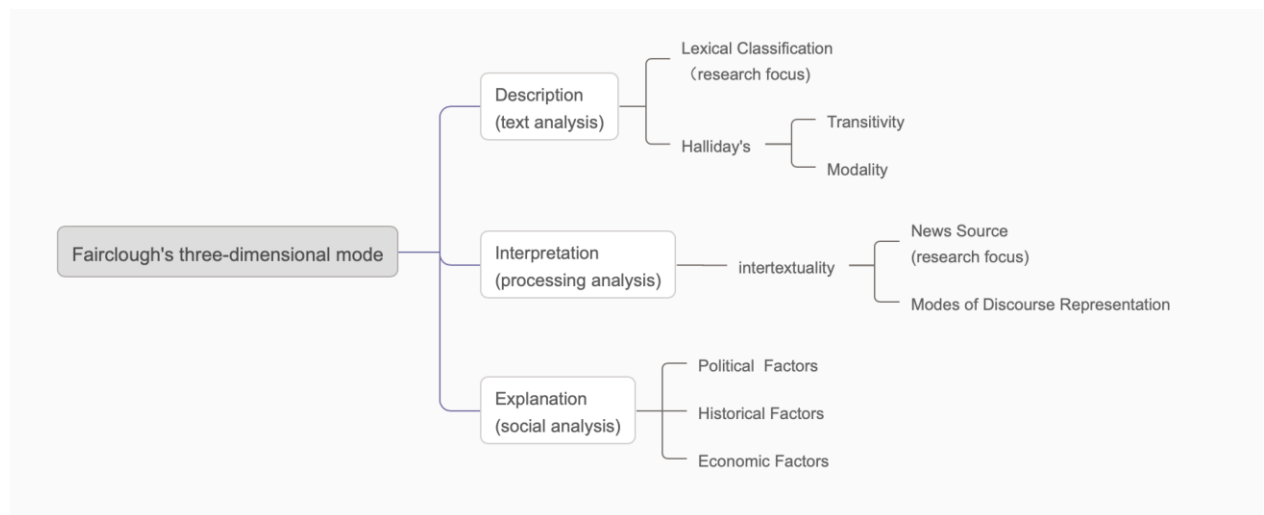 Fairclough's three-dimensional mode
Description
(text analysis)
Lexical Classification
（research focus)
Halliday's
Transitivity
Modality
Interpretation
(processing analysis)
intertextuality
News Source
(research focus)
Modes of Discourse Representation
Explanation
(social analysis)
Political  Factors
Historical Factors
Economic Factors